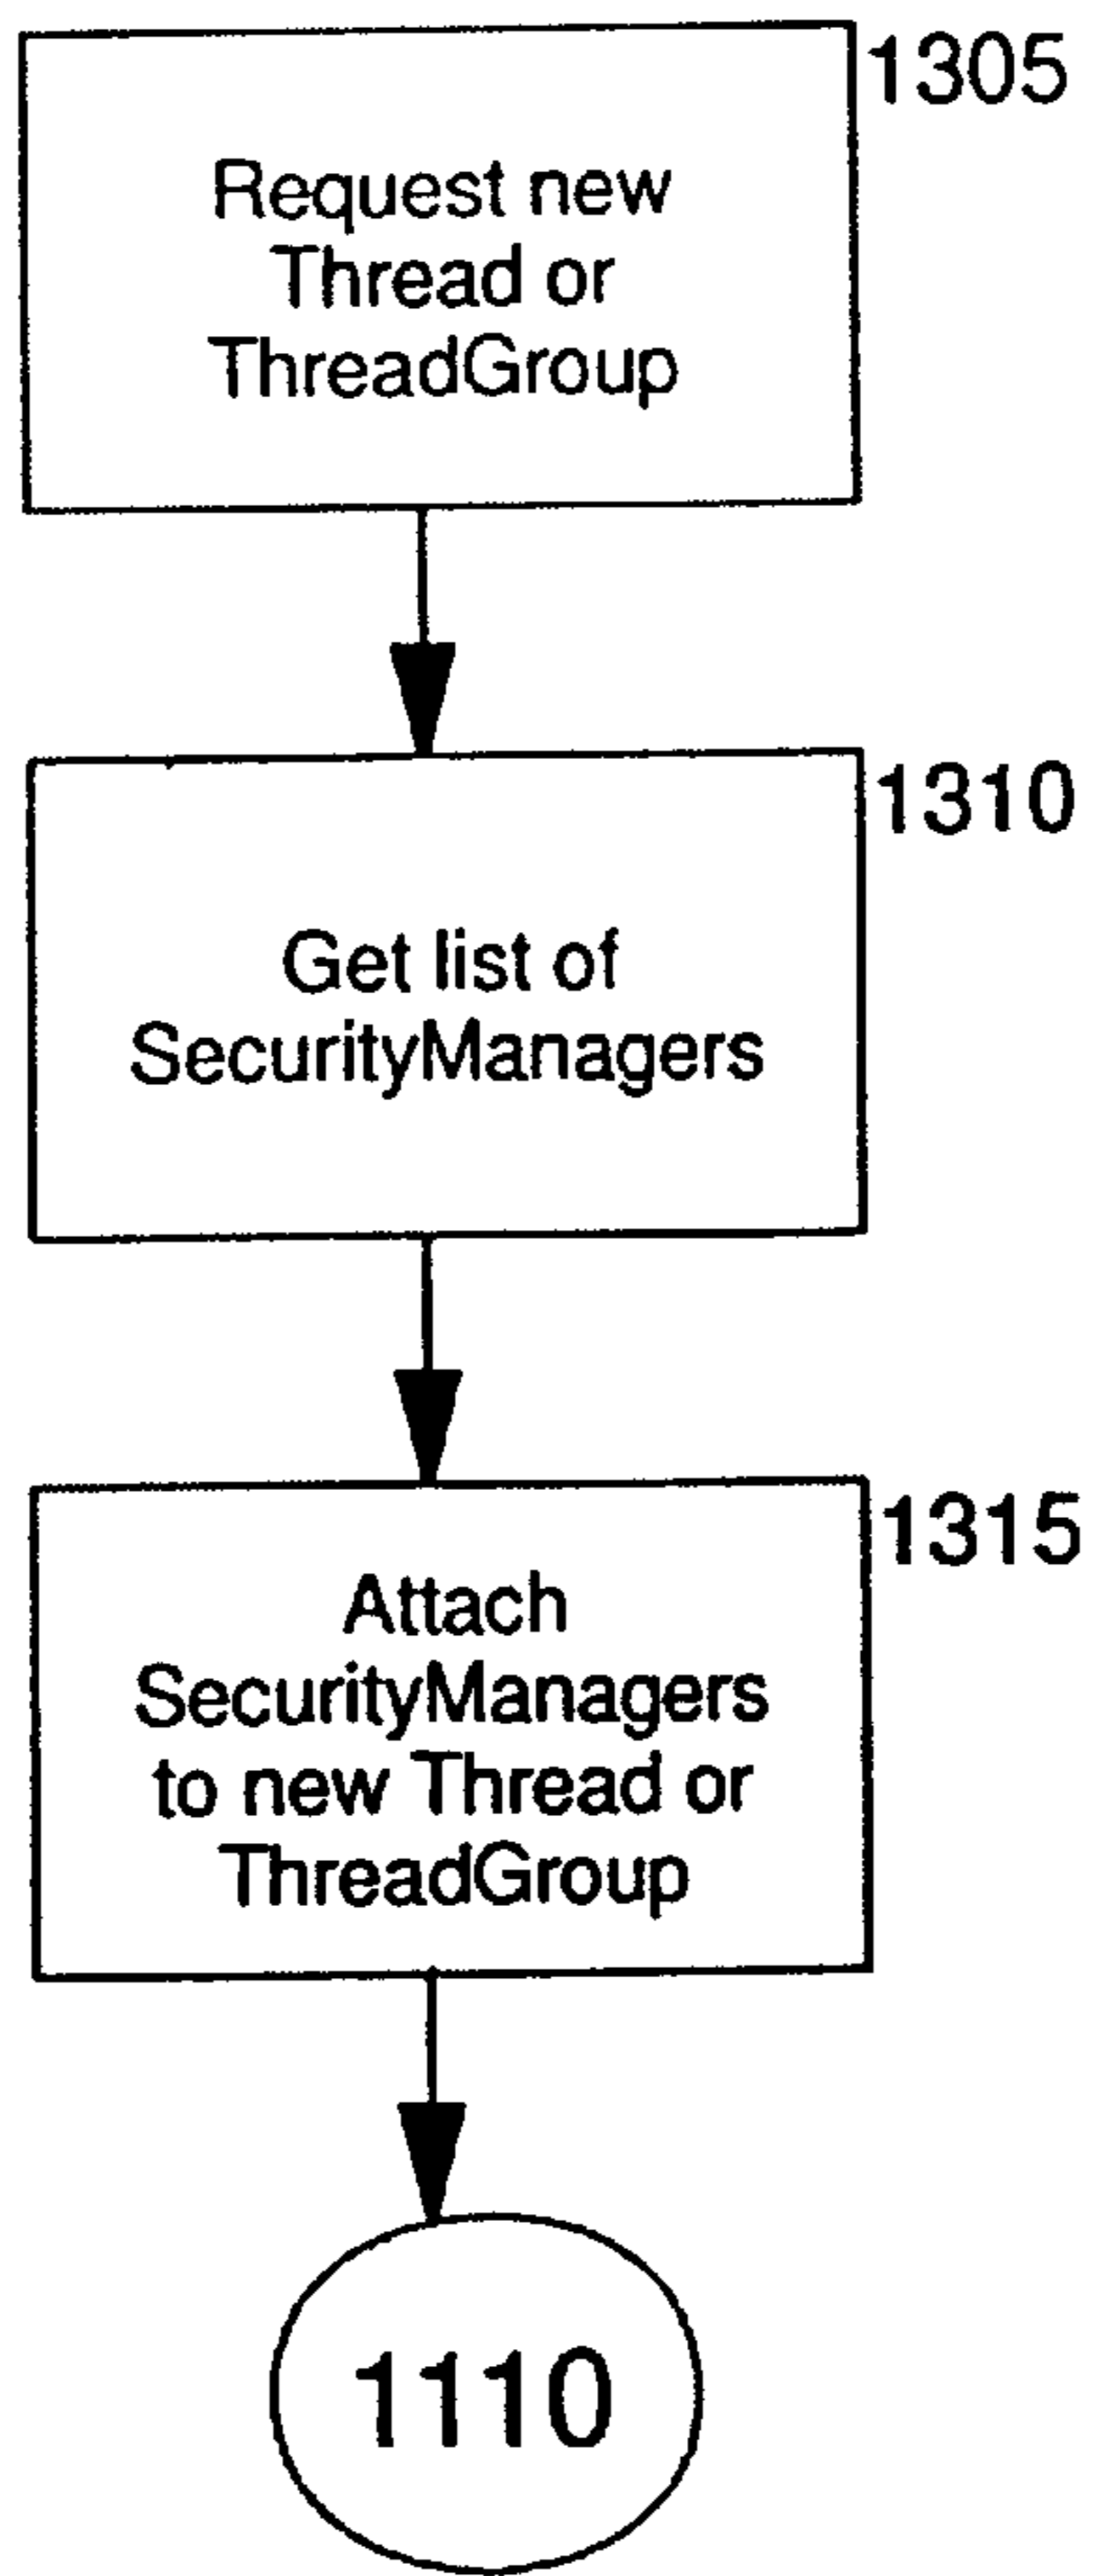 1305
Request new
Thread or
ThreadGroup
1310
Get list of
SecurityManagers
1315
Attach
SecurityManagers
to new Thread or
ThreadGroup
1110